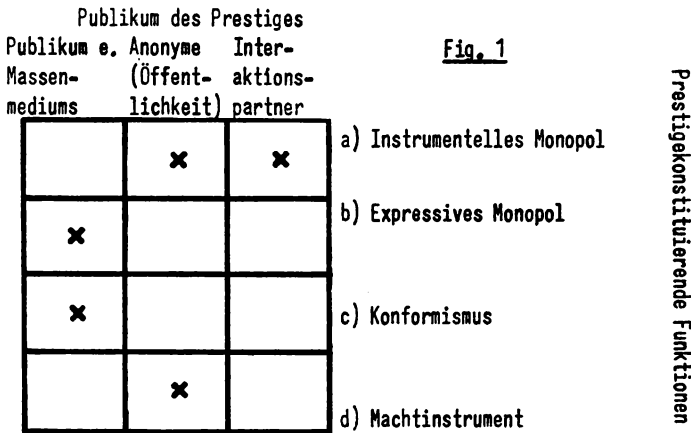 Publikum des Prestiges
Publikum e. Anonyme Inter-
Massen- (Öffent- aktions-
mediums lichkeit) partner
Fig. 1
x x a) Instrumentelles Monopol
x b) Expressives Monopol
x c) Konformismus
x d) Machtinstrument
Prestigekonstituierende Funktionen